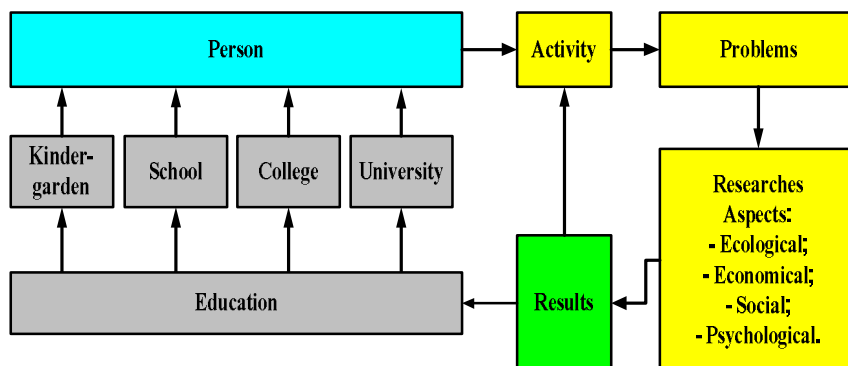 Person
Activity
Problems
Kinder-
garden
School
College
University
Researches
Aspects:
- Ecological;
- Economical;
- Social;
- Psychological.
Education
Results